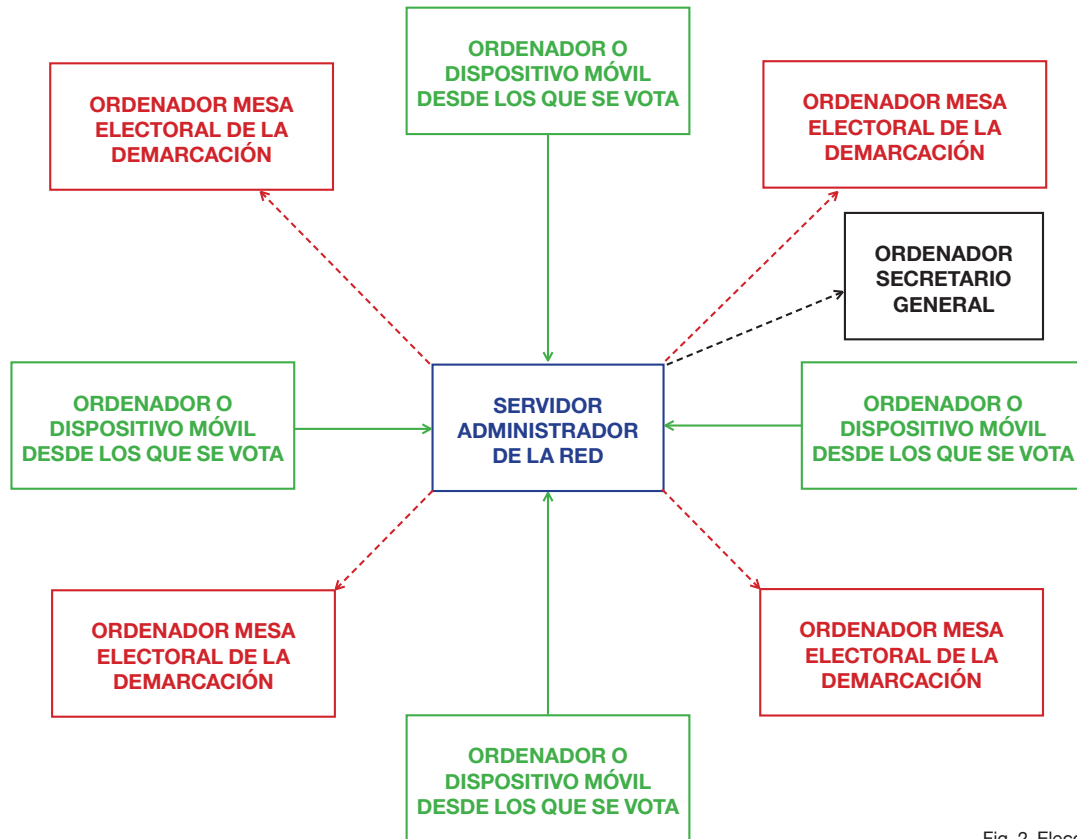 ORDENADOR O
DISPOSITIVO MÓVIL
DESDE LOS QUE SE VOTA
ORDENADOR MESA
ELECTORAL DE LA
DEMARCACIÓN
ORDENADOR MESA
ELECTORAL DE LA
DEMARCACIÓN
ORDENADOR
SECRETARIO
GENERAL
ORDENADOR O
DISPOSITIVO MÓVIL
DESDE LOS QUE SE VOTA
SERVIDOR
ADMINISTRADOR
DE LA RED
ORDENADOR O
DISPOSITIVO MÓVIL
DESDE LOS QUE SE VOTA
ORDENADOR MESA
ELECTORAL DE LA
DEMARCACIÓN
ORDENADOR MESA
ELECTORAL DE LA
DEMARCACIÓN
ORDENADOR O
DISPOSITIVO MÓVIL
DESDE LOS QUE SE VOTA
Fig. 2.